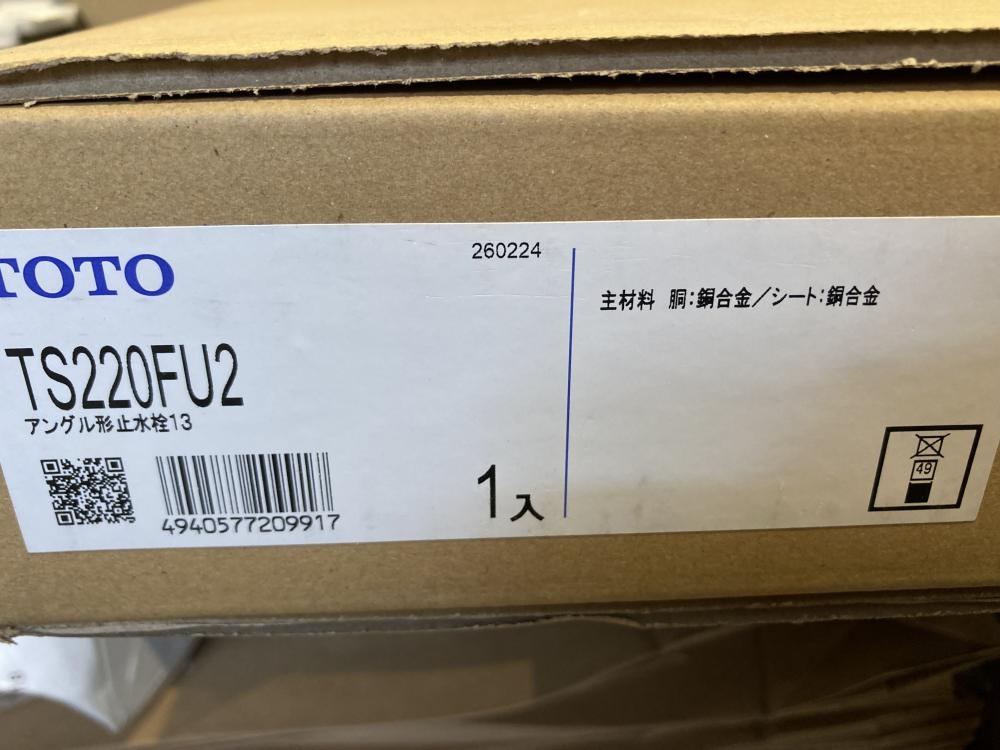 TOTO
260224
TS220FU2
アングル形止水栓13
4940577209917
1入
主材料 胴:銅合金/シート:銅合金
49